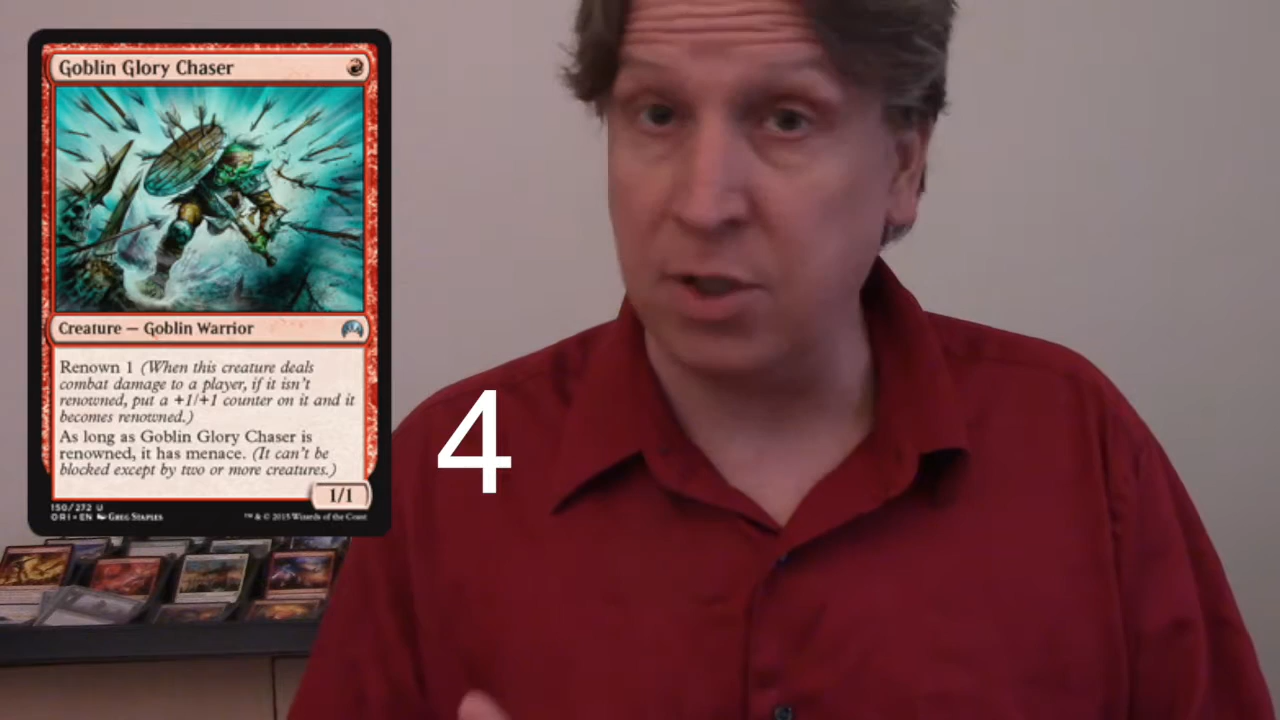 Goblin Glory Chaser
Creature — Goblin Warrior
Renown 1 (When this creature deals
combat damage to a player, if it isn't
renowned, put a +1/+1 counter on it and it
becomes renowned.)
As long as Goblin Glory Chaser is
renowned, it has menace. (It can't be
blocked except by two or more creatures.)
1/1
150/272 U
ORI • EN Greg Staples
™ & © 2015 Wizards of the Coast
4